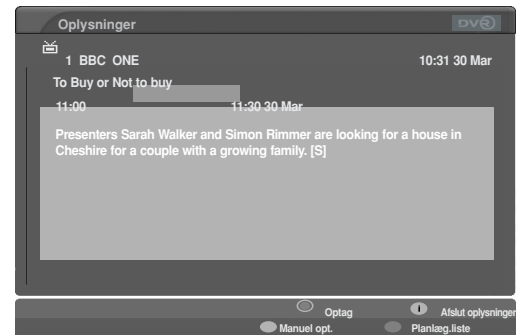 Oplysninger
DVR
1 BBC ONE 10:31 30 Mar
To Buy or Not to buy
11:00 11:30 30 Mar
Presenters Sarah Walker and Simon Rimmer are looking for a house in
Cheshire for a couple with a growing family. [S]
Optag i Afslut oplysninger
Manuel opt. Planlæg.liste